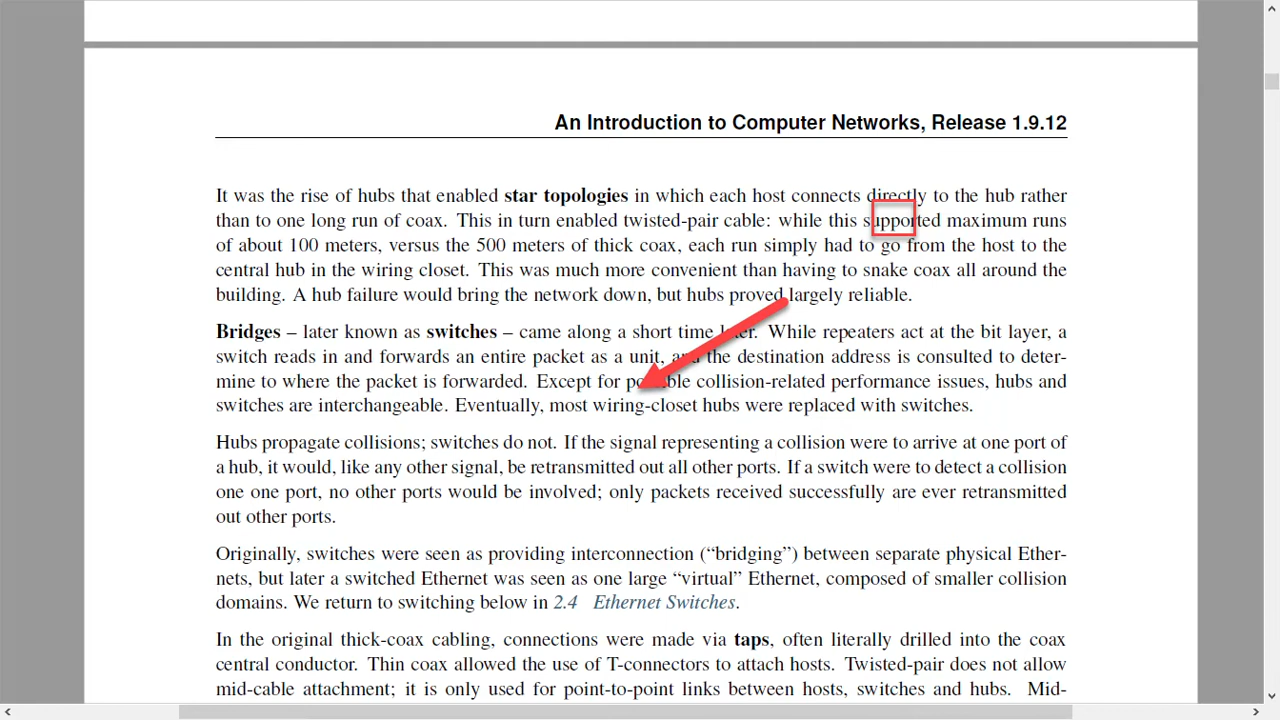 An Introduction to Computer Networks, Release 1.9.12
It was the rise of hubs that enabled star topologies in which each host connects directly to the hub rather
than to one long run of coax. This in turn enabled twisted-pair cable: while this supported maximum runs
of about 100 meters, versus the 500 meters of thick coax, each run simply had to go from the host to the
central hub in the wiring closet. This was much more convenient than having to snake coax all around the
building. A hub failure would bring the network down, but hubs proved largely reliable.
Bridges – later known as switches – came along a short time later. While repeaters act at the bit layer, a
switch reads in and forwards an entire packet as a unit, and the destination address is consulted to deter-
mine to where the packet is forwarded. Except for possible collision-related performance issues, hubs and
switches are interchangeable. Eventually, most wiring-closet hubs were replaced with switches.
Hubs propagate collisions; switches do not. If the signal representing a collision were to arrive at one port of
a hub, it would, like any other signal, be retransmitted out all other ports. If a switch were to detect a collision
one one port, no other ports would be involved; only packets received successfully are ever retransmitted
out other ports.
Originally, switches were seen as providing interconnection (“bridging”) between separate physical Ether-
nets, but later a switched Ethernet was seen as one large “virtual” Ethernet, composed of smaller collision
domains. We return to switching below in 2.4 Ethernet Switches.
In the original thick-coax cabling, connections were made via taps, often literally drilled into the coax
central conductor. Thin coax allowed the use of T-connectors to attach hosts. Twisted-pair does not allow
mid-cable attachment; it is only used for point-to-point links between hosts, switches and hubs. Mid-